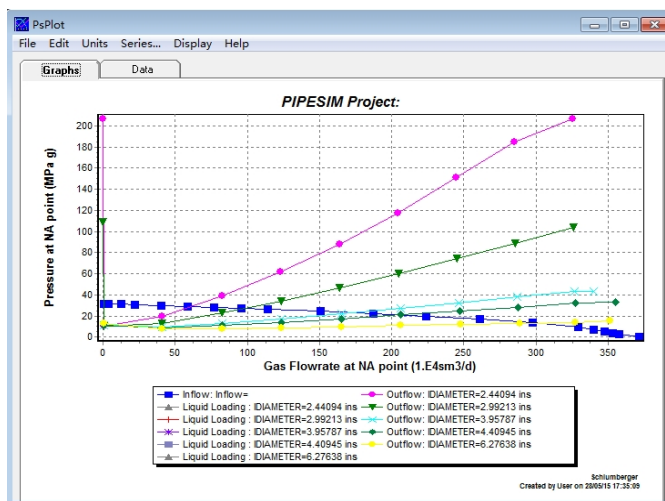 PsPlot
File Edit Units Series... Display Help
Graphs Data
PIPESIM Project:
Pressure at NA point (MPa g)
200
180
160
140
120
100
80
60
40
20
0
0 50 100 150 200 250 300 350
Gas Flowrate at NA point (1.E4sm3/d)
Inflow: Inflow= Outflow: IDIAMETER=2.44094 ins
Liquid Loading : IDIAMETER=2.44094 ins Outflow: IDIAMETER=2.99213 ins
Liquid Loading : IDIAMETER=2.99213 ins Outflow: IDIAMETER=3.95787 ins
Liquid Loading : IDIAMETER=3.95787 ins Outflow: IDIAMETER=4.40945 ins
Liquid Loading : IDIAMETER=4.40945 ins Outflow: IDIAMETER=6.27638 ins
Liquid Loading : IDIAMETER=6.27638 ins
Schlumberger
Created by User on 28/05/15 17:35:09